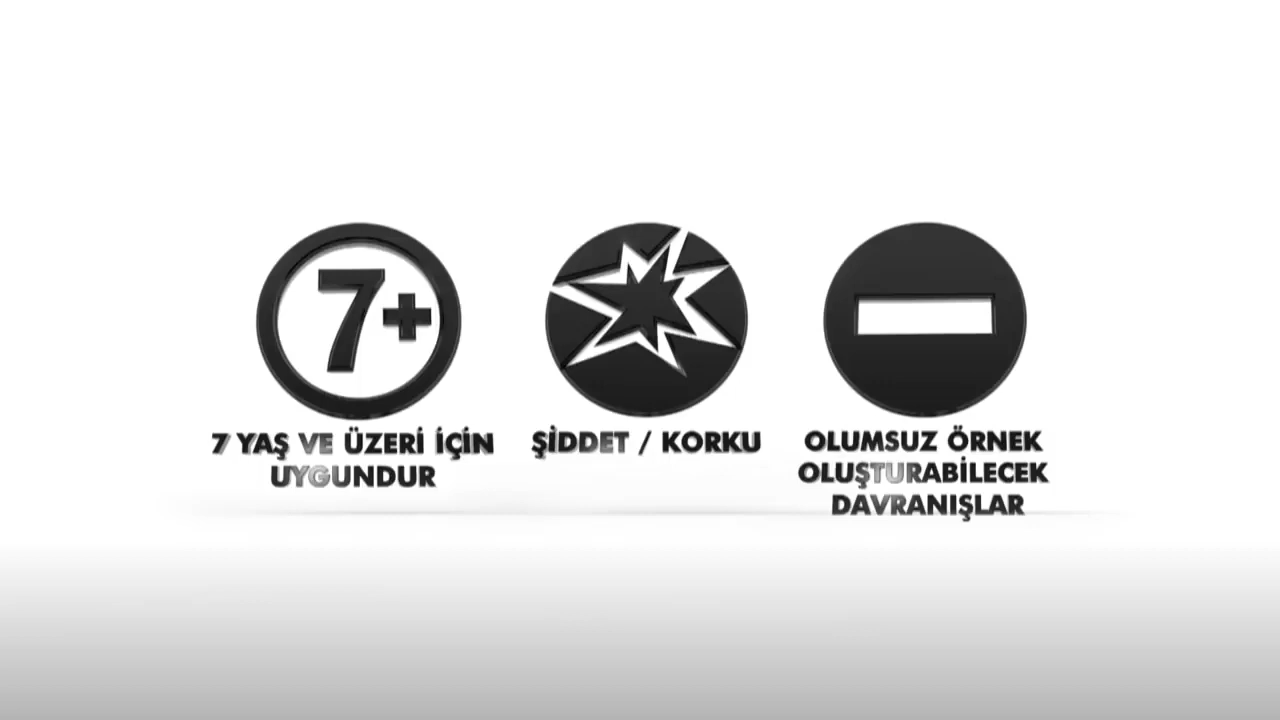 7+
7 YAŞ VE ÜZERİ İÇİN
UYGUNDUR
ŞİDDET / KORKU
OLUMSUZ ÖRNEK
OLUŞTURABİLECEK
DAVRANIŞLAR